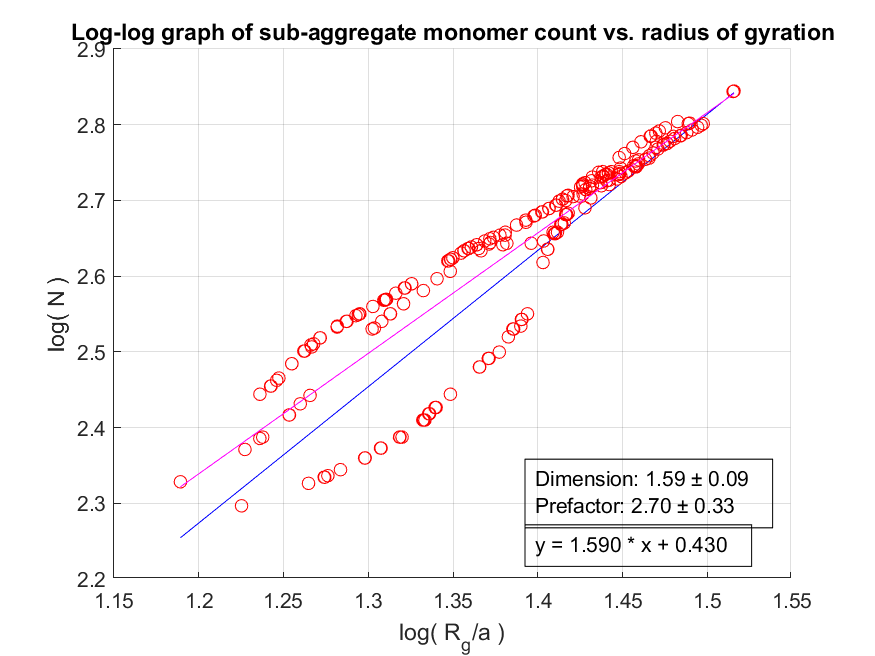 Log-log graph of sub-aggregate monomer count vs. radius of gyration
2.9
2.8
2.7
2.6
2.5
2.4
2.3
2.2
log( N )
Dimension: 1.59 ± 0.09
Prefactor: 2.70 ± 0.33
y = 1.590 * x + 0.430
1.15 1.2 1.25 1.3 1.35 1.4 1.45 1.5 1.55
log( R_g/a )